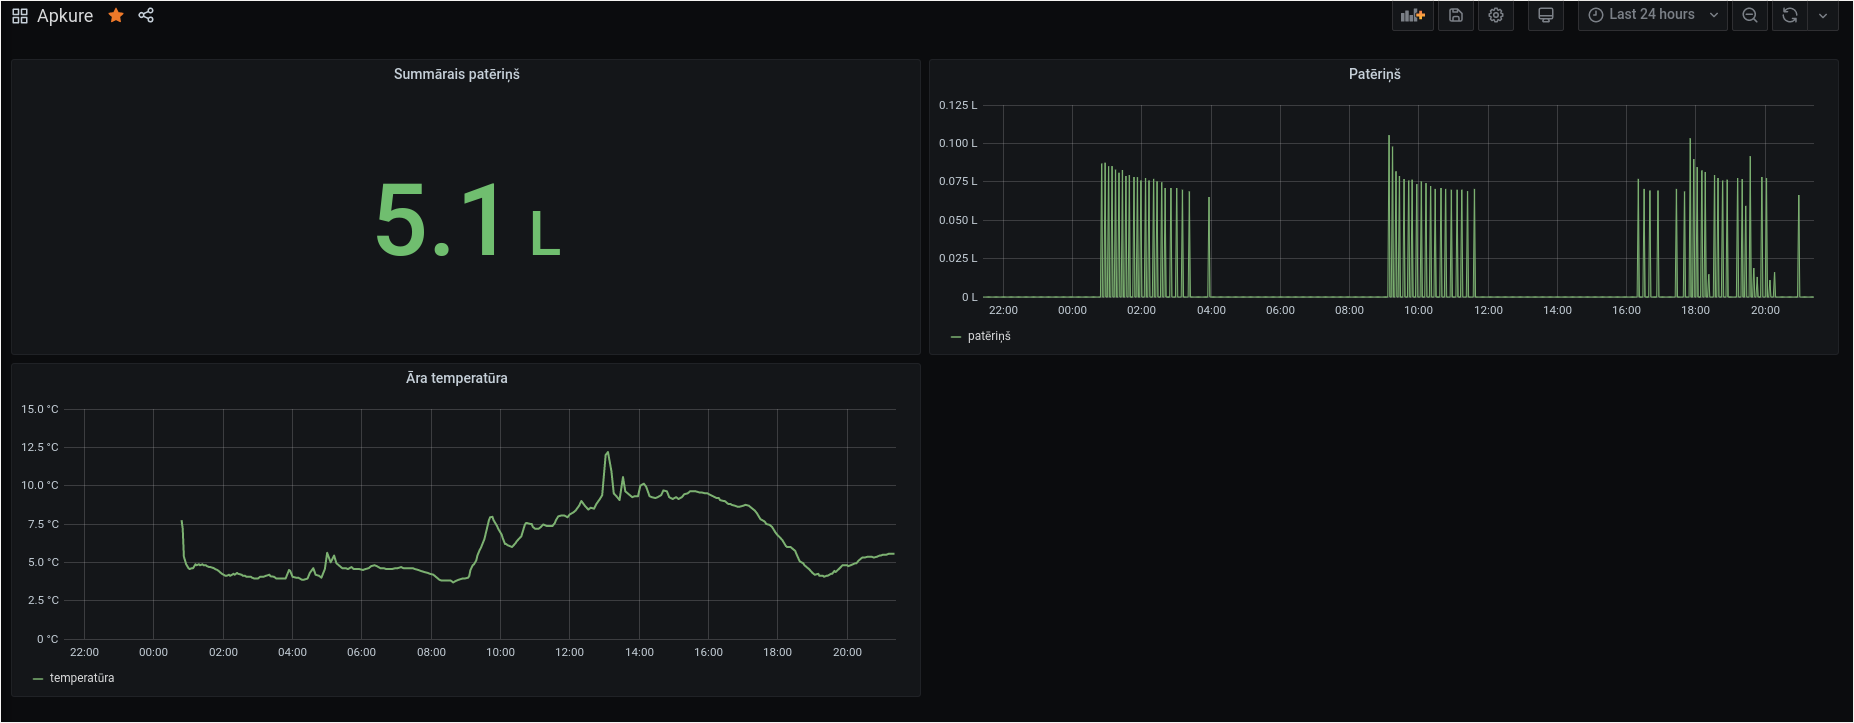 Apkure
Last 24 hours
Summārais patēriņš
5.1 L
Patēriņš
0.125 L
0.100 L
0.075 L
0.050 L
0.025 L
0 L
22:00 00:00 02:00 04:00 06:00 08:00 10:00 12:00 14:00 16:00 18:00 20:00
patēriņš
Āra temperatūra
15.0 °C
12.5 °C
10.0 °C
7.5 °C
5.0 °C
2.5 °C
0 °C
22:00 00:00 02:00 04:00 06:00 08:00 10:00 12:00 14:00 16:00 18:00 20:00
temperatūra